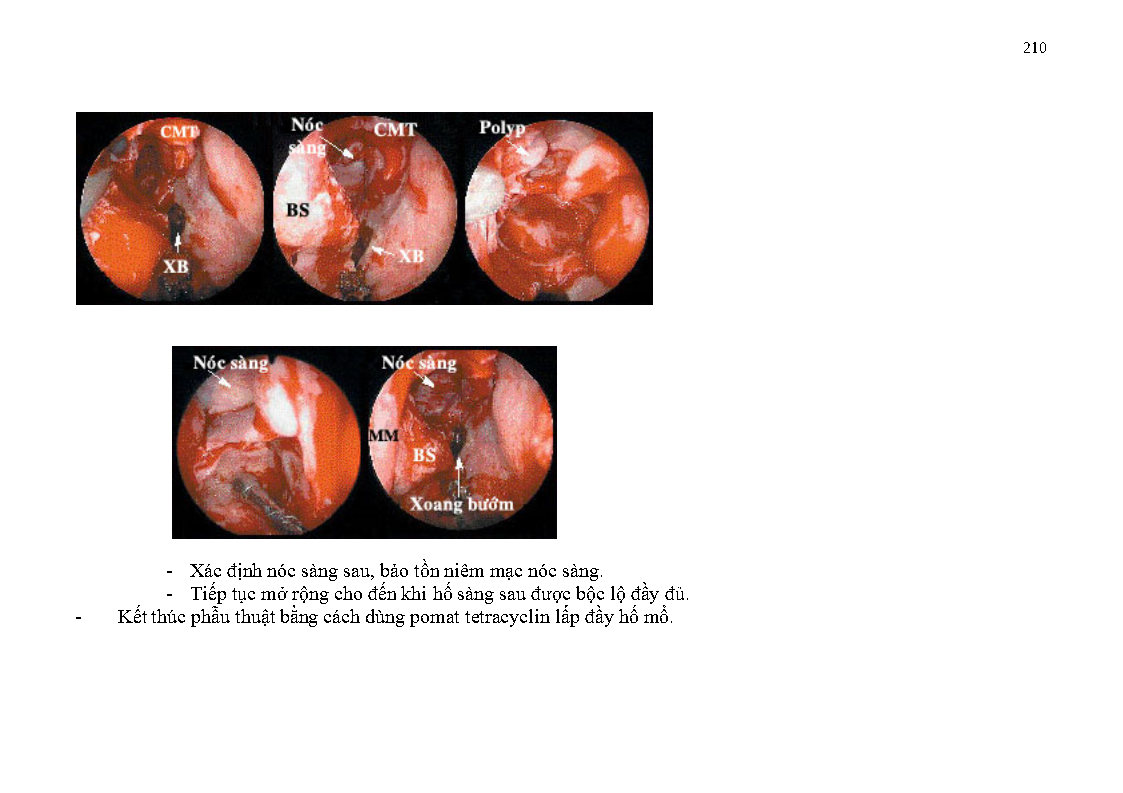 210
CMT
XB
Nóc sàng
CMT
BS
XB
Polyp
Nóc sàng
Nóc sàng
MM
BS
Xoang bướm
- Xác định nóc sàng sau, bảo tồn niêm mạc nóc sàng.
- Tiếp tục mở rộng cho đến khi hố sàng sau được bộc lộ đầy đủ.
- Kết thúc phẫu thuật bằng cách dùng pomat tetracyclin lấp đầy hố mổ.